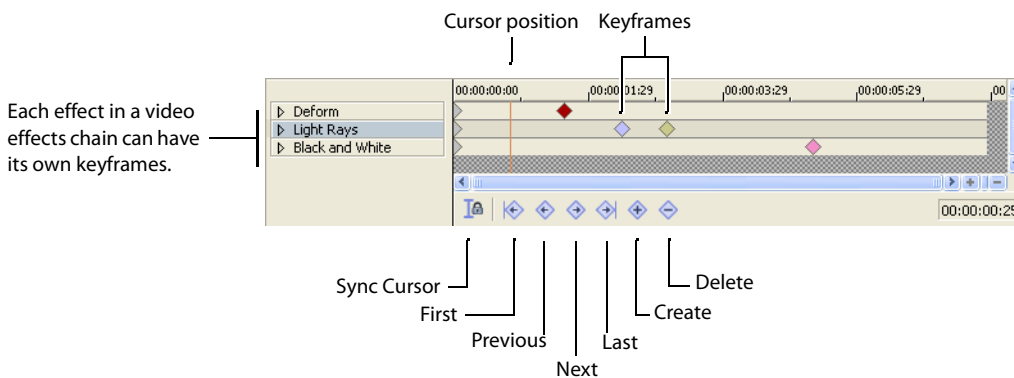 Cursor position
Keyframes
Each effect in a video
effects chain can have
its own keyframes.
00:00:00:00
00:00:01:29
00:00:03:29
00:00:05:29
00
Deform
Light Rays
Black and White
00:00:00:25
Sync Cursor
First
Previous
Next
Last
Create
Delete